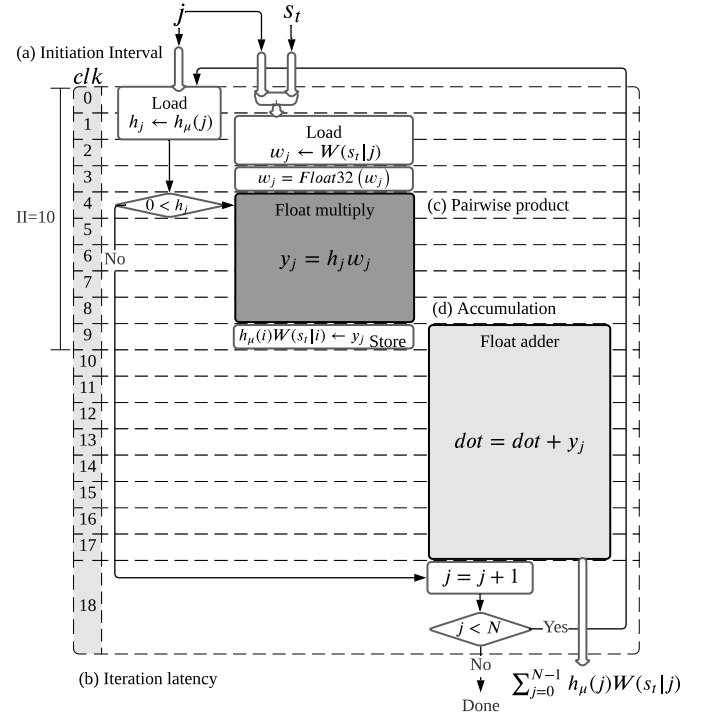 j s_t
(a) Initiation Interval
clk
0
Load
h_j ← h_μ(j)
1
Load
2
w_j ← W(s_t|j)
3
w_j = Float32 (w_j)
4
0 < h_j
Float multiply
(c) Pairwise product
II=10
5
No
6
y_j = h_j w_j
7
8
(d) Accumulation
9
h_μ(i)W(s_t|i) ← y_j Store
Float adder
10
11
12
13
dot = dot + y_j
14
15
16
17
j = j + 1
18
j < N
Yes
No
(b) Iteration latency
∑_{j=0}^{N−1} h_μ(j)W(s_t|j)
Done